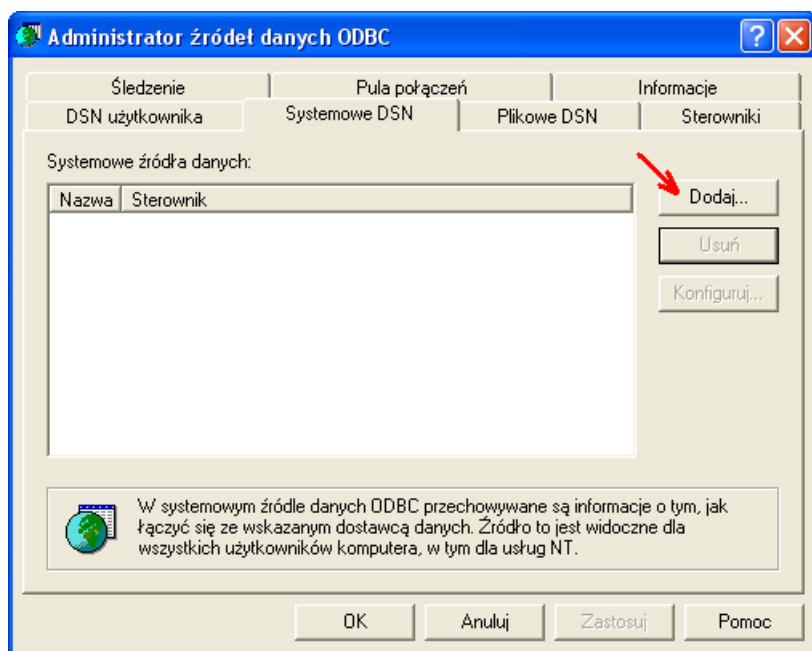 Administrator źródeł danych ODBC
Śledzenie
Pula połączeń
Informacje
DSN użytkownika
Systemowe DSN
Plikowe DSN
Sterowniki
Systemowe źródła danych:
Nazwa
Sterownik
Dodaj...
Usuń
Konfiguruj...
W systemowym źródle danych ODBC przechowywane są informacje o tym, jak
łączyć się ze wskazanym dostawcą danych. Źródło to jest widoczne dla
wszystkich użytkowników komputera, w tym dla usług NT.
OK
Anuluj
Zastosuj
Pomoc